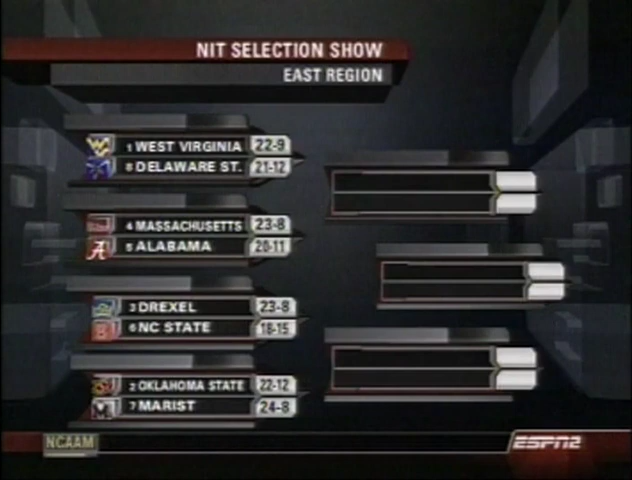 NIT SELECTION SHOW
EAST REGION
1 WEST VIRGINIA 22-9
8 DELAWARE ST. 21-12
4 MASSACHUSETTS 23-8
5 ALABAMA 20-11
3 DREXEL 23-8
6 NC STATE 18-15
2 OKLAHOMA STATE 22-12
7 MARIST 24-8
NCAAM ESPN2